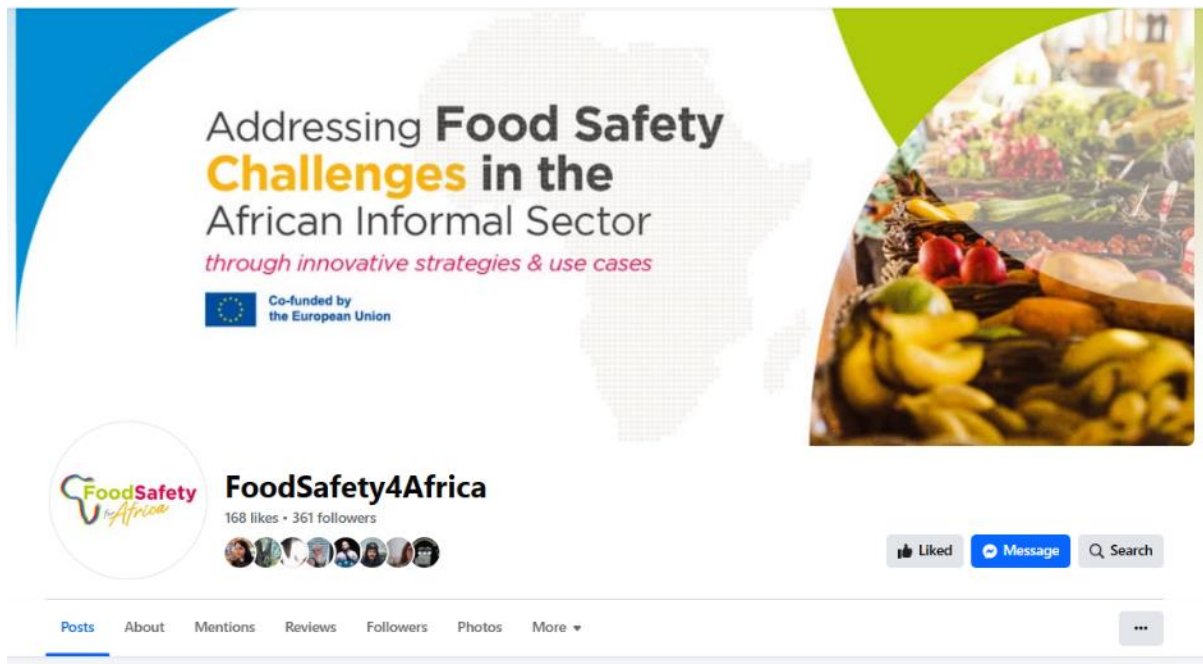 Addressing Food Safety
Challenges in the
African Informal Sector
through innovative strategies & use cases
Co-funded by
the European Union
FoodSafety
for Africa
FoodSafety4Africa
168 likes • 361 followers
Liked
Message
Search
Posts
About
Mentions
Reviews
Followers
Photos
More